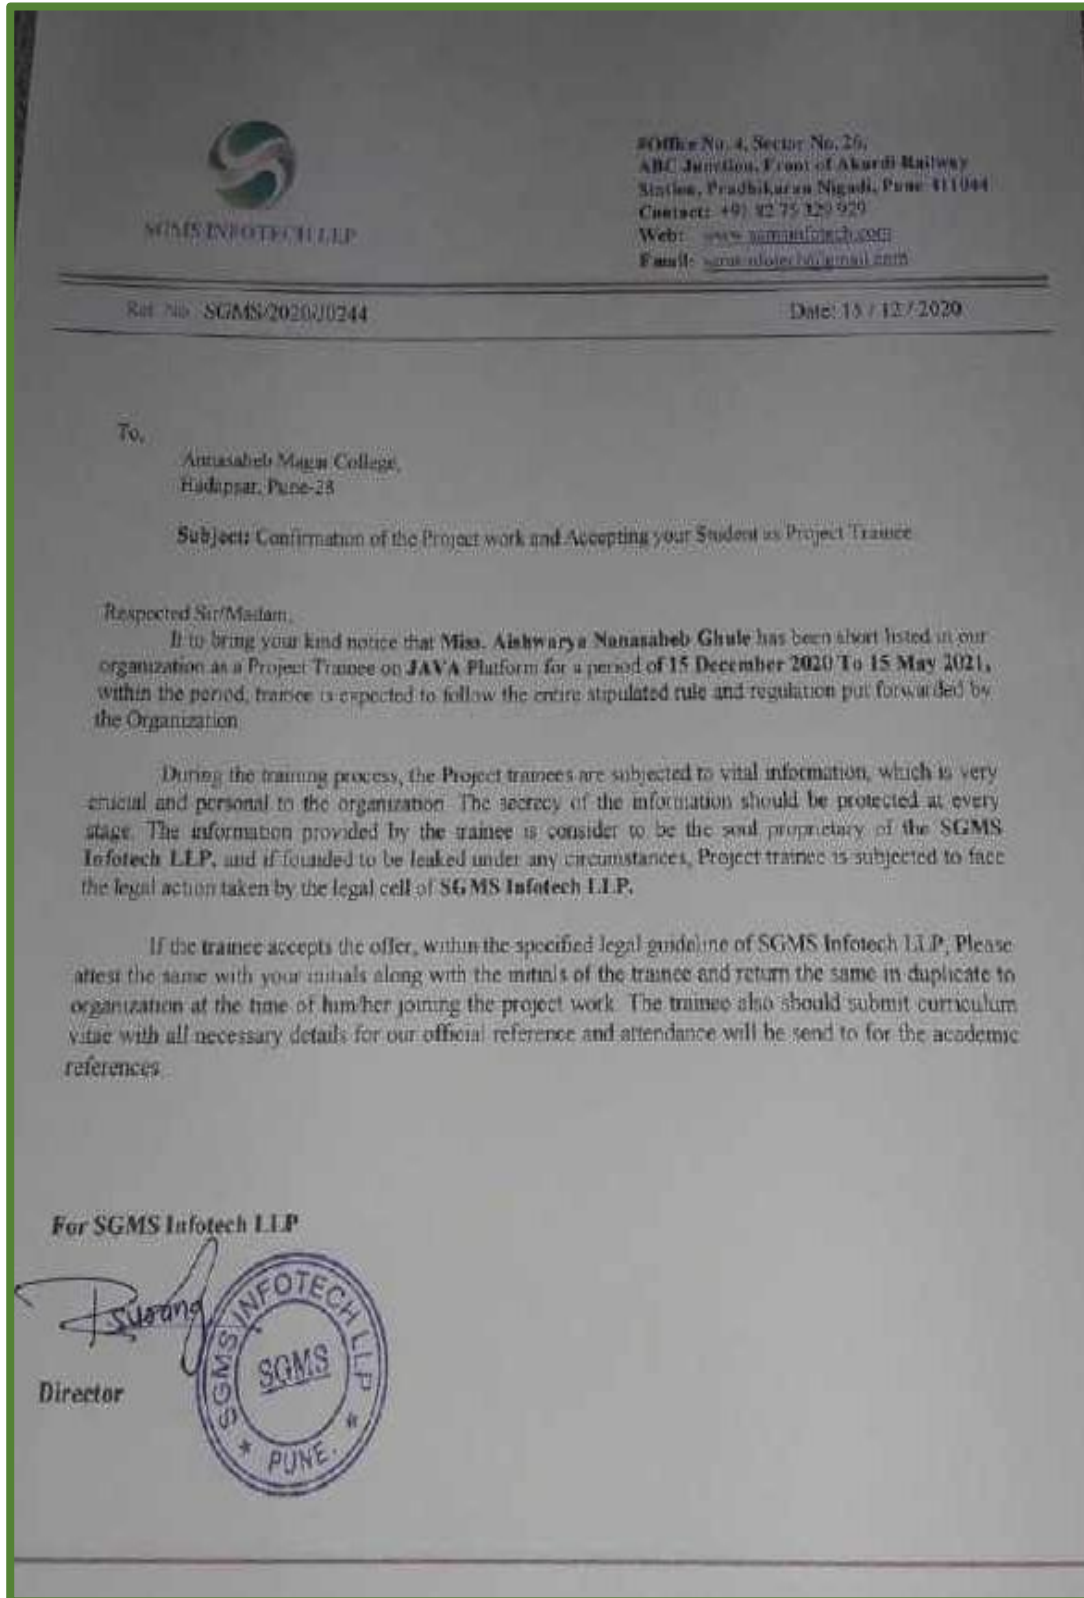 SGMS INFOTECH LLP
#Office No. 4, Sector No. 26,
ABC Junction, Front of Akurdi Railway
Station, Pradhikaran Nigadi, Pune 411044
Contact: +91 82 75 329 929
Web: www.sgmsinfotech.com
Email:
Ref. No. SGMS/2020/J0244
Date: 15 / 12 / 2020
To,
Annasaheb Magar College,
Hadapsar, Pune-28
Subject: Confirmation of the Project work and Accepting your Student as Project Trainee
Respected Sir/Madam,
It to bring your kind notice that Miss. Aishwarya Nanasaheb Ghule has been short listed in our
organization as a Project Trainee on JAVA Platform for a period of 15 December 2020 To 15 May 2021,
within the period, trainee is expected to follow the entire stipulated rule and regulation put forwarded by
the Organization
During the training process, the Project trainees are subjected to vital information, which is very
crucial and personal to the organization. The secrecy of the information should be protected at every
stage. The information provided by the trainee is consider to be the soul proprietary of the SGMS
Infotech LLP, and if founded to be leaked under any circumstances, Project trainee is subjected to face
the legal action taken by the legal cell of SGMS Infotech LLP.
If the trainee accepts the offer, within the specified legal guideline of SGMS Infotech LLP, Please
attest the same with your initials along with the initials of the trainee and return the same in duplicate to
organization at the time of him/her joining the project work. The trainee also should submit curriculum
vitae with all necessary details for our official reference and attendance will be send to for the academic
references
For SGMS Infotech LLP
Director
SGMS INFOTECH LLP
SGMS
* PUNE. *